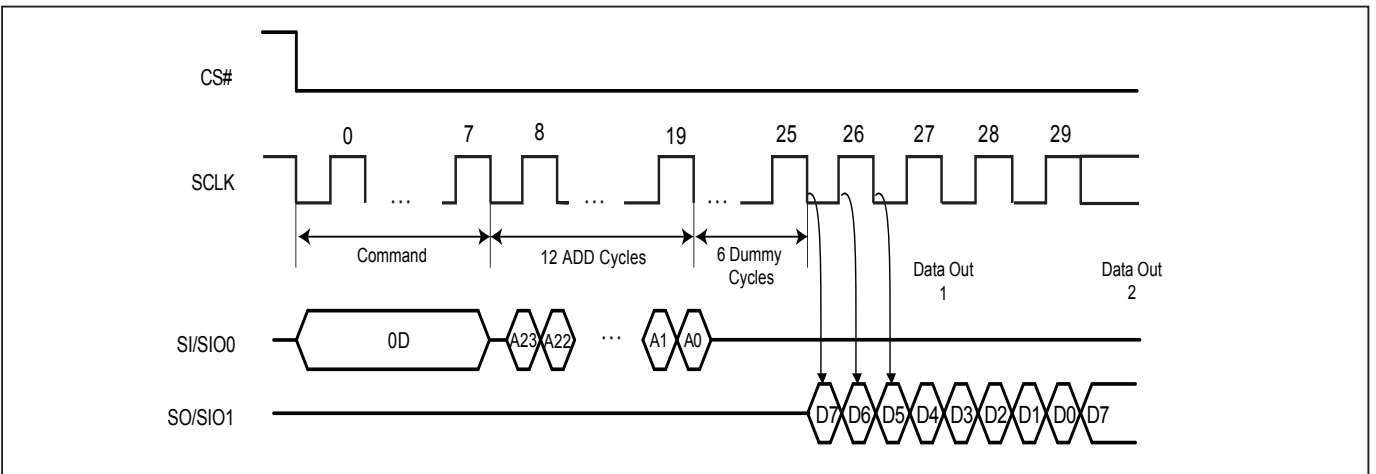 CS#
0 7 8 19 25 26 27 28 29
SCLK
... ... ...
Command
12 ADD Cycles
6 Dummy
Cycles
Data Out
1
Data Out
2
SI/SIO0
0D
A23 A22 ... A1 A0
SO/SIO1
D7 D6 D5 D4 D3 D2 D1 D0 D7